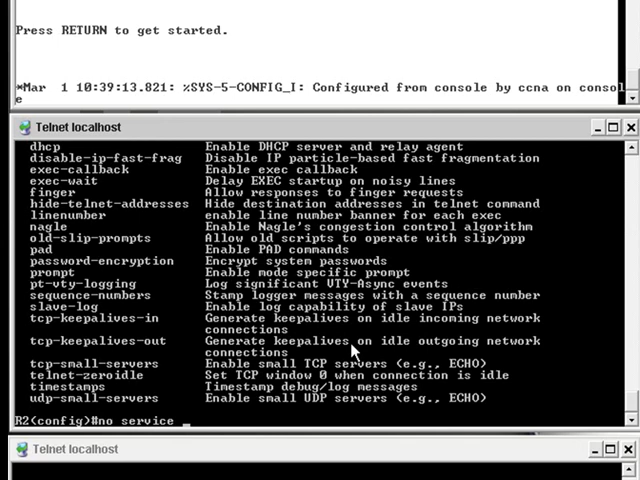 Press RETURN to get started.
*Mar  1 10:39:13.821: %SYS-5-CONFIG_I: Configured from console by ccna on consol
e
Telnet localhost
dhcp                    Enable DHCP server and relay agent
disable-ip-fast-frag    Disable IP particle-based fast fragmentation
exec-callback           Enable exec callback
exec-wait               Delay EXEC startup on noisy lines
finger                  Allow responses to finger requests
hide-telnet-addresses   Hide destination addresses in telnet command
linenumber              enable line number banner for each exec
nagle                   Enable Nagle's congestion control algorithm
old-slip-prompts        Allow old scripts to operate with slip/ppp
pad                     Enable PAD commands
password-encryption     Encrypt system passwords
prompt                  Enable mode specific prompt
pt-vty-logging          Log significant VTY-Async events
sequence-numbers        Stamp logger messages with a sequence number
slave-log               Enable log capability of slave IPs
tcp-keepalives-in       Generate keepalives on idle incoming network
connections
tcp-keepalives-out      Generate keepalives on idle outgoing network
connections
tcp-small-servers       Enable small TCP servers (e.g., ECHO)
telnet-zeroidle         Set TCP window 0 when connection is idle
timestamps              Timestamp debug/log messages
udp-small-servers       Enable small UDP servers (e.g., ECHO)
R2(config)#no service _
Telnet localhost